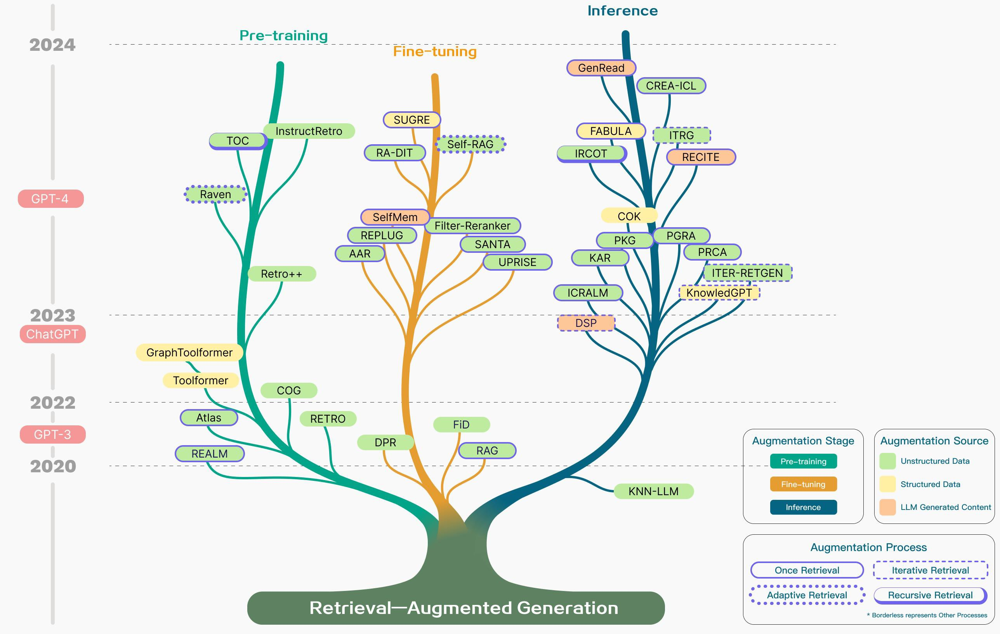 Inference
Pre-training
2024
Fine-tuning
GenRead
CREA-ICL
SUGRE
InstructRetro
FABULA
ITRG
TOC
Self-RAG
RA-DIT
IRCOT
RECITE
Raven
GPT-4
COK
SelfMem
Filter-Reranker
REPLUG
PGRA
PKG
SANTA
AAR
PRCA
KAR
UPRISE
Retro++
ITER-RETGEN
ICRALM
KnowledGPT
2023
DSP
ChatGPT
GraphToolformer
Toolformer
COG
2022
Atlas
RETRO
FiD
GPT-3
DPR
RAG
REALM
2020
KNN-LLM
Augmentation Stage
Pre-training
Fine-tuning
Inference
Augmentation Source
Unstructured Data
Structured Data
LLM Generated Content
Augmentation Process
Once Retrieval
Iterative Retrieval
Adaptive Retrieval
Recursive Retrieval
* Borderless represents Other Processes
Retrieval—Augmented Generation